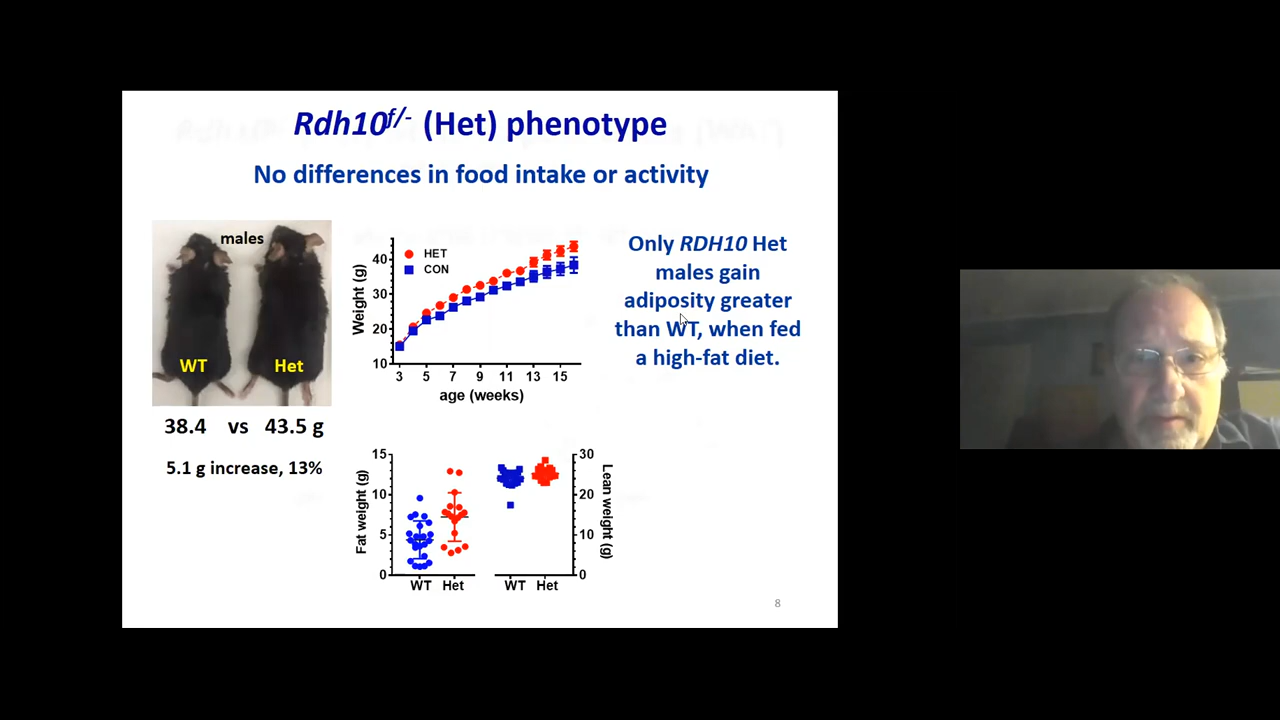 Rdh10f/- (Het) phenotype
No differences in food intake or activity
males
WT
Het
38.4 vs 43.5 g
5.1 g increase, 13%
Weight (g)
40
30
20
10
HET
CON
3 5 7 9 11 13 15
age (weeks)
Only RDH10 Het
males gain
adiposity greater
than WT, when fed
a high-fat diet.
Fat weight (g)
15
10
5
0
WT Het
WT Het
30
20
10
0
Lean weight (g)
8